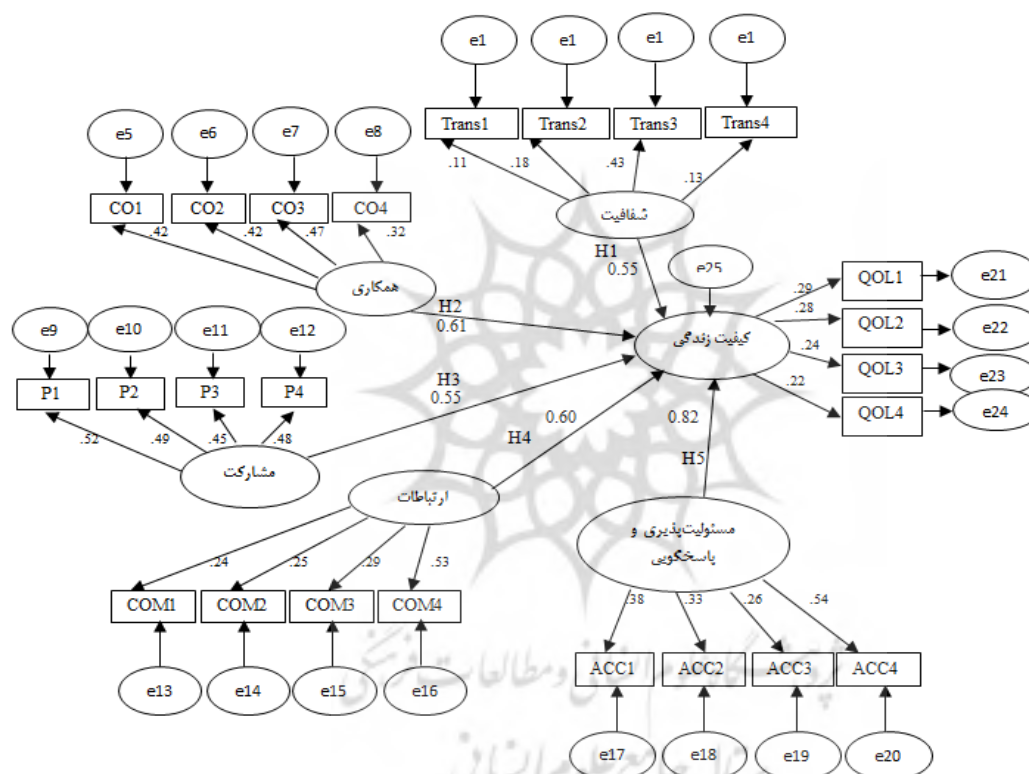 e1 e1 e1 e1
Trans1 Trans2 Trans3 Trans4
.11 .18 .43 .13
شفافیت
e5 e6 e7 e8
CO1 CO2 CO3 CO4
.42 .42 .47 .32
همکاری
H1
0.55
e25
H2
0.61
کیفیت زندگی
.29 QOL1 e21
.28 QOL2 e22
.24 QOL3 e23
.22 QOL4 e24
e9 e10 e11 e12
P1 P2 P3 P4
.52 .49 .45 .48
مشارکت
H3
0.55
H4 0.60
0.82
H5
ارتباطات
.24 .25 .29 .53
COM1 COM2 COM3 COM4
e13 e14 e15 e16
مسئولیت‌پذیری و
پاسخگویی
.38 .33 .26 .54
ACC1 ACC2 ACC3 ACC4
e17 e18 e19 e20
پژوهشگاه علوم انسانی و مطالعات فرهنگی